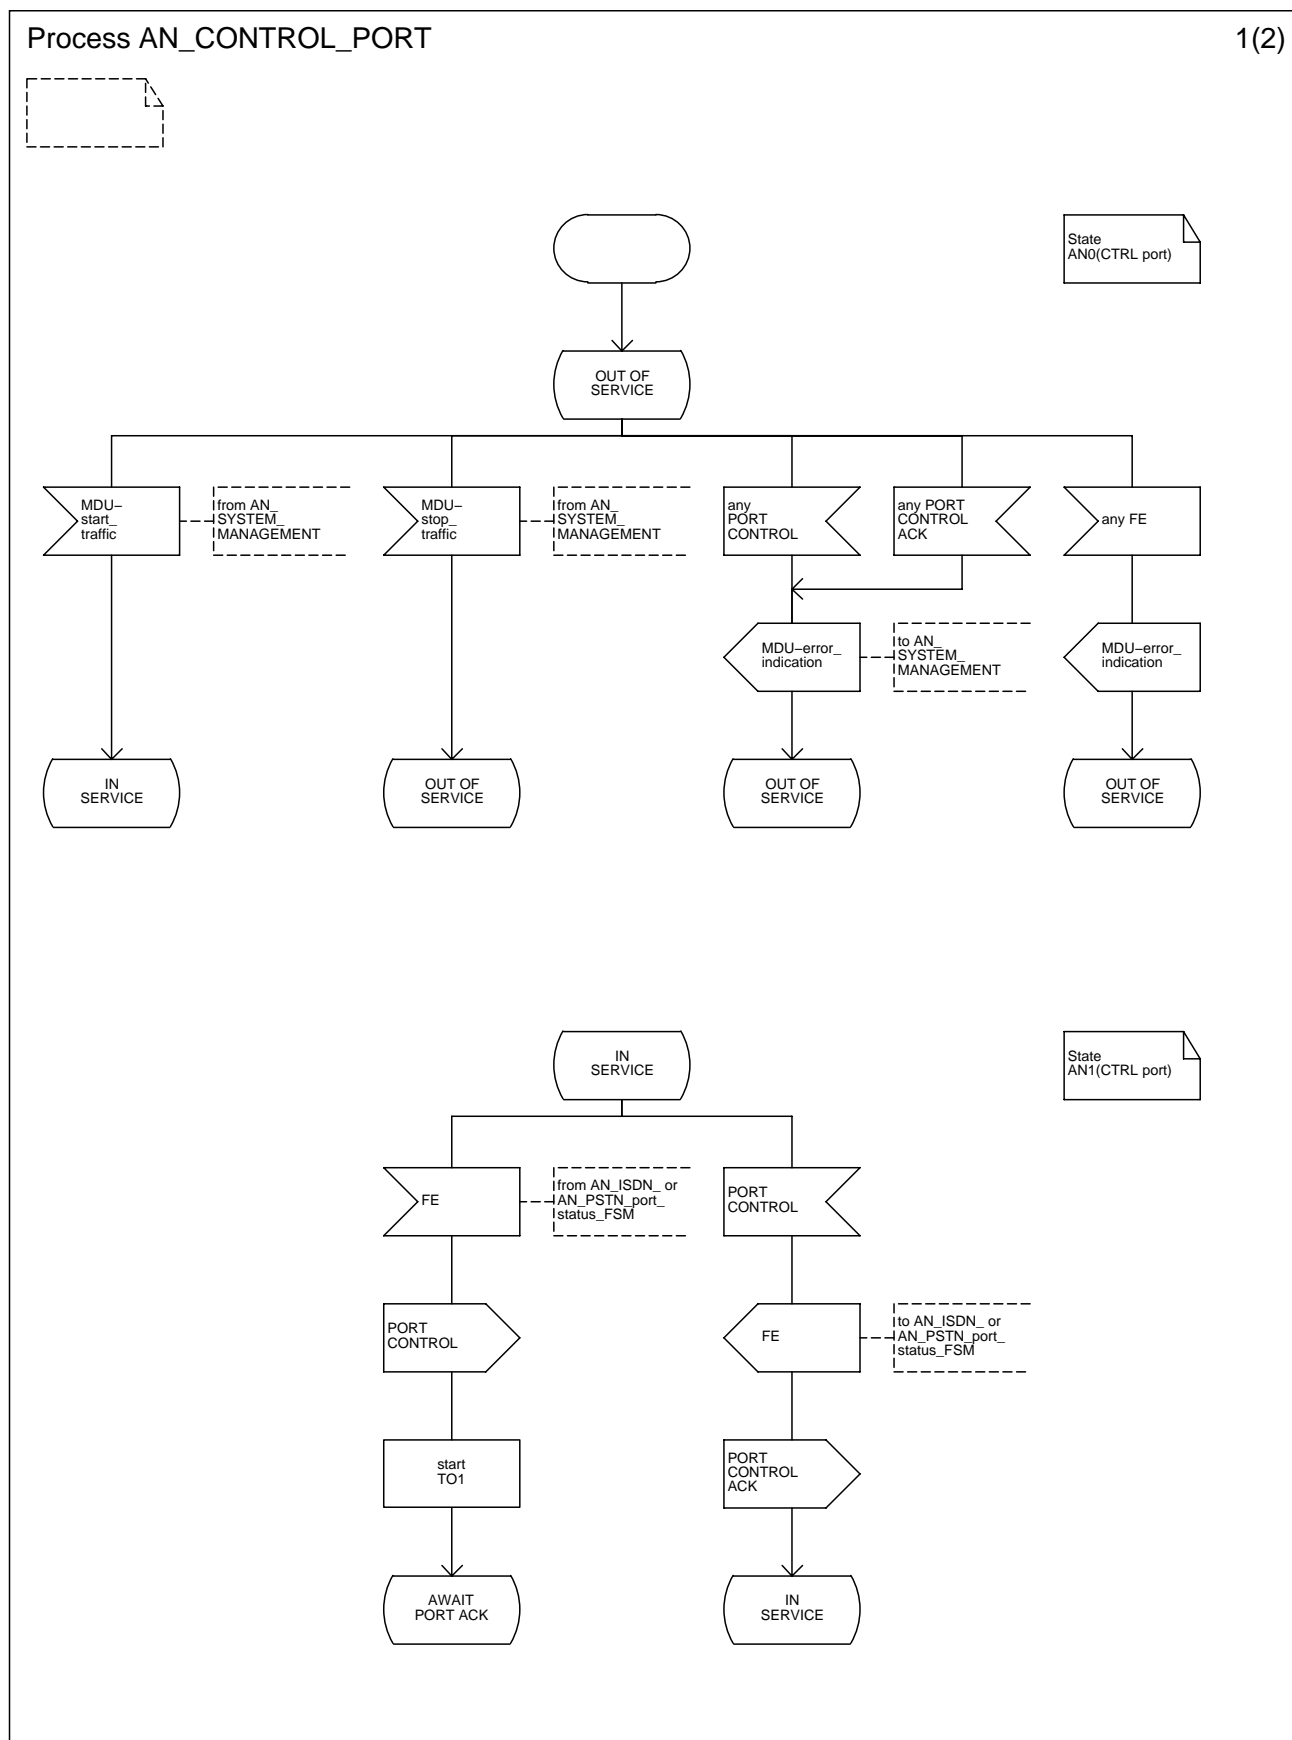 Process AN_CONTROL_PORT
1(2)
State
AN0(CTRL port)
OUT OF
SERVICE
MDU–
start_
traffic
from AN_
SYSTEM_
MANAGEMENT
MDU–
stop_
traffic
from AN_
SYSTEM_
MANAGEMENT
any
PORT
CONTROL
any PORT
CONTROL
ACK
any FE
MDU–error_
indication
to AN_
SYSTEM_
MANAGEMENT
MDU–error_
indication
IN
SERVICE
OUT OF
SERVICE
OUT OF
SERVICE
OUT OF
SERVICE
IN
SERVICE
State
AN1(CTRL port)
FE
from AN_ISDN_ or
AN_PSTN_port_
status_FSM
PORT
CONTROL
PORT
CONTROL
FE
to AN_ISDN_ or
AN_PSTN_port_
status_FSM
start
TO1
PORT
CONTROL
ACK
AWAIT
PORT ACK
IN
SERVICE